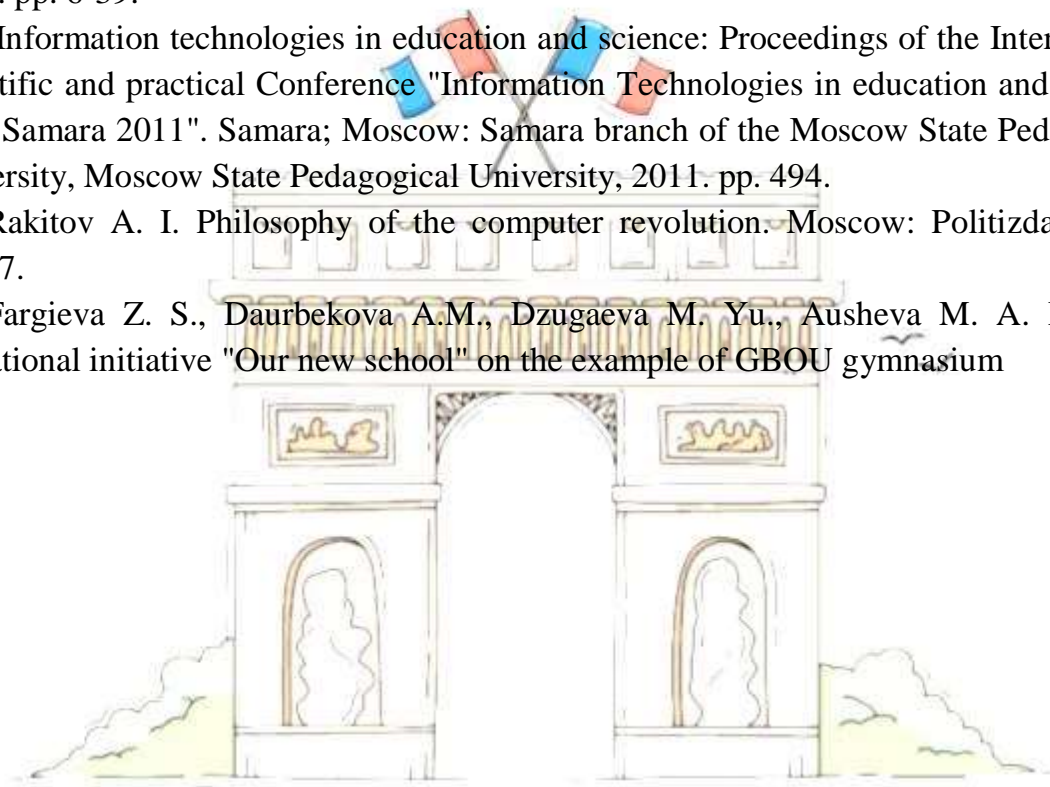 . pp. 6-39.
Information technologies in education and science: Proceedings of the Inter
tific and practical Conference "Information Technologies in education and
Samara 2011". Samara; Moscow: Samara branch of the Moscow State Ped
ersity, Moscow State Pedagogical University, 2011. pp. 494.
Rakitov A. I. Philosophy of the computer revolution. Moscow: Politizda
7.
Fargieva Z. S., Daurbekova A.M., Dzugaeva M. Yu., Ausheva M. A.
tional initiative "Our new school" on the example of GBOU gymnasium